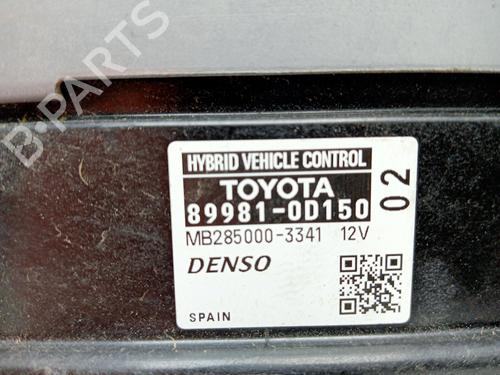 B-PARTS
HYBRID VEHICLE CONTROL
TOYOTA
89981-0D150
02
MB285000-3341 12V
DENSO
SPAIN